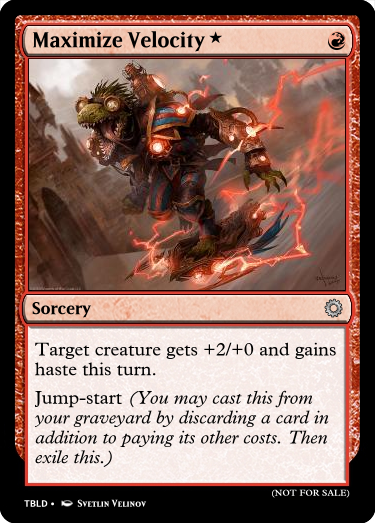 Maximize Velocity ★
Sorcery
Target creature gets +2/+0 and gains
haste this turn.
Jump-start (You may cast this from
your graveyard by discarding a card in
addition to paying its other costs. Then
exile this.)
(NOT FOR SALE)
TBLD • Svetlin Velinov